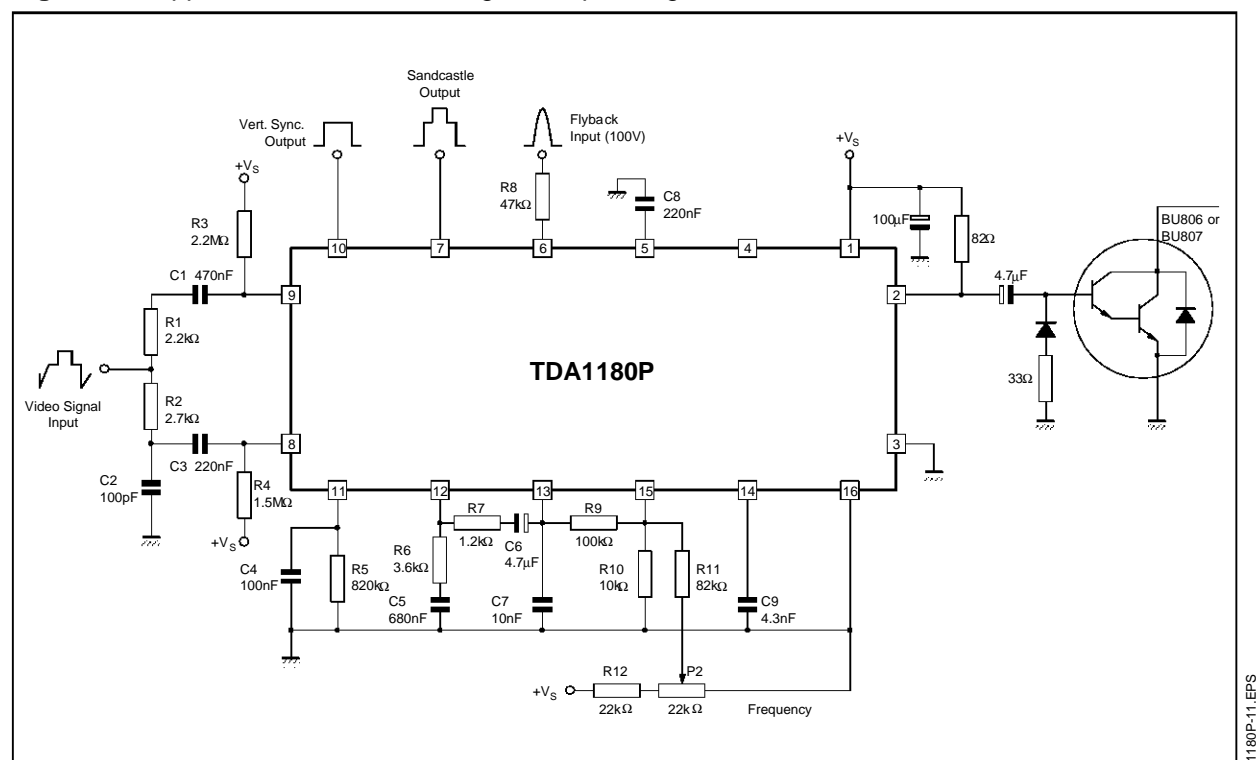 Sandcastle
Output
Vert. Sync.
Output
Flyback
Input (100V)
+VS
+VS
R3
2.2MΩ
R8
47kΩ
C8
220nF
100μF
82Ω
BU806 or
BU807
10
7
6
5
4
1
C1 470nF
9
2
4.7μF
R1
2.2kΩ
TDA1180P
33Ω
Video Signal
Input
R2
2.7kΩ
8
3
C3 220nF
C2
100pF
R4
1.5MΩ
+VS
11
12
13
15
14
16
R7
1.2kΩ
C6
4.7μF
R9
100kΩ
C4
100nF
R5
820kΩ
R6
3.6kΩ
C5
680nF
C7
10nF
R10
10kΩ
R11
82kΩ
C9
4.3nF
+VS
R12
22kΩ
P2
22kΩ
Frequency
1180P-11.EPS